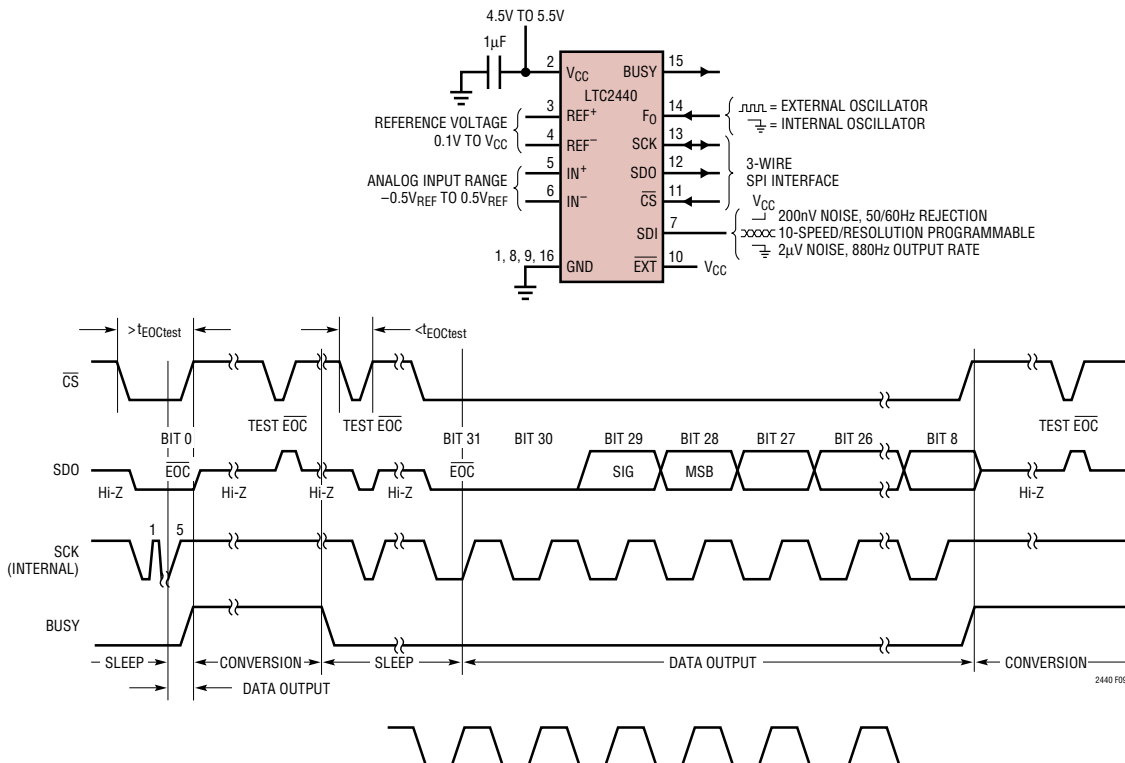 4.5V TO 5.5V
1µF
2 VCC BUSY 15
LTC2440
3 REF+ FO 14 = EXTERNAL OSCILLATOR
= INTERNAL OSCILLATOR
REFERENCE VOLTAGE
0.1V TO VCC
4 REF− SCK 13
5 IN+ SDO 12 3-WIRE
SPI INTERFACE
ANALOG INPUT RANGE
−0.5VREF TO 0.5VREF
6 IN− CS 11
VCC
200nV NOISE, 50/60Hz REJECTION
SDI 7 10-SPEED/RESOLUTION PROGRAMMABLE
2µV NOISE, 880Hz OUTPUT RATE
1, 8, 9, 16 GND EXT 10 VCC
>tEOCtest <tEOCtest
CS
TEST EOC TEST EOC TEST EOC
BIT 0 BIT 31 BIT 30 BIT 29 BIT 28 BIT 27 BIT 26 BIT 8
SDO EOC EOC SIG MSB
Hi-Z Hi-Z Hi-Z Hi-Z Hi-Z
1 5
SCK
(INTERNAL)
BUSY
SLEEP CONVERSION SLEEP DATA OUTPUT CONVERSION
DATA OUTPUT
2440 F09